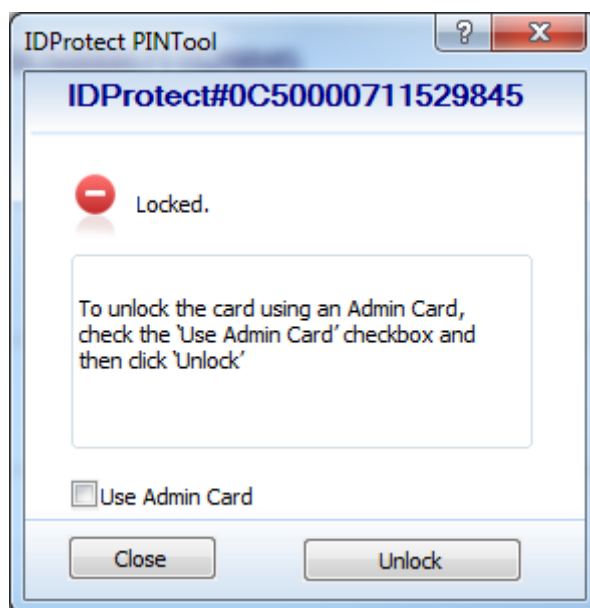 IDProtect PINTool
IDProtect#0C50000711529845
Locked.
To unlock the card using an Admin Card,
check the ‘Use Admin Card’ checkbox and
then click ‘Unlock’
Use Admin Card
Close
Unlock